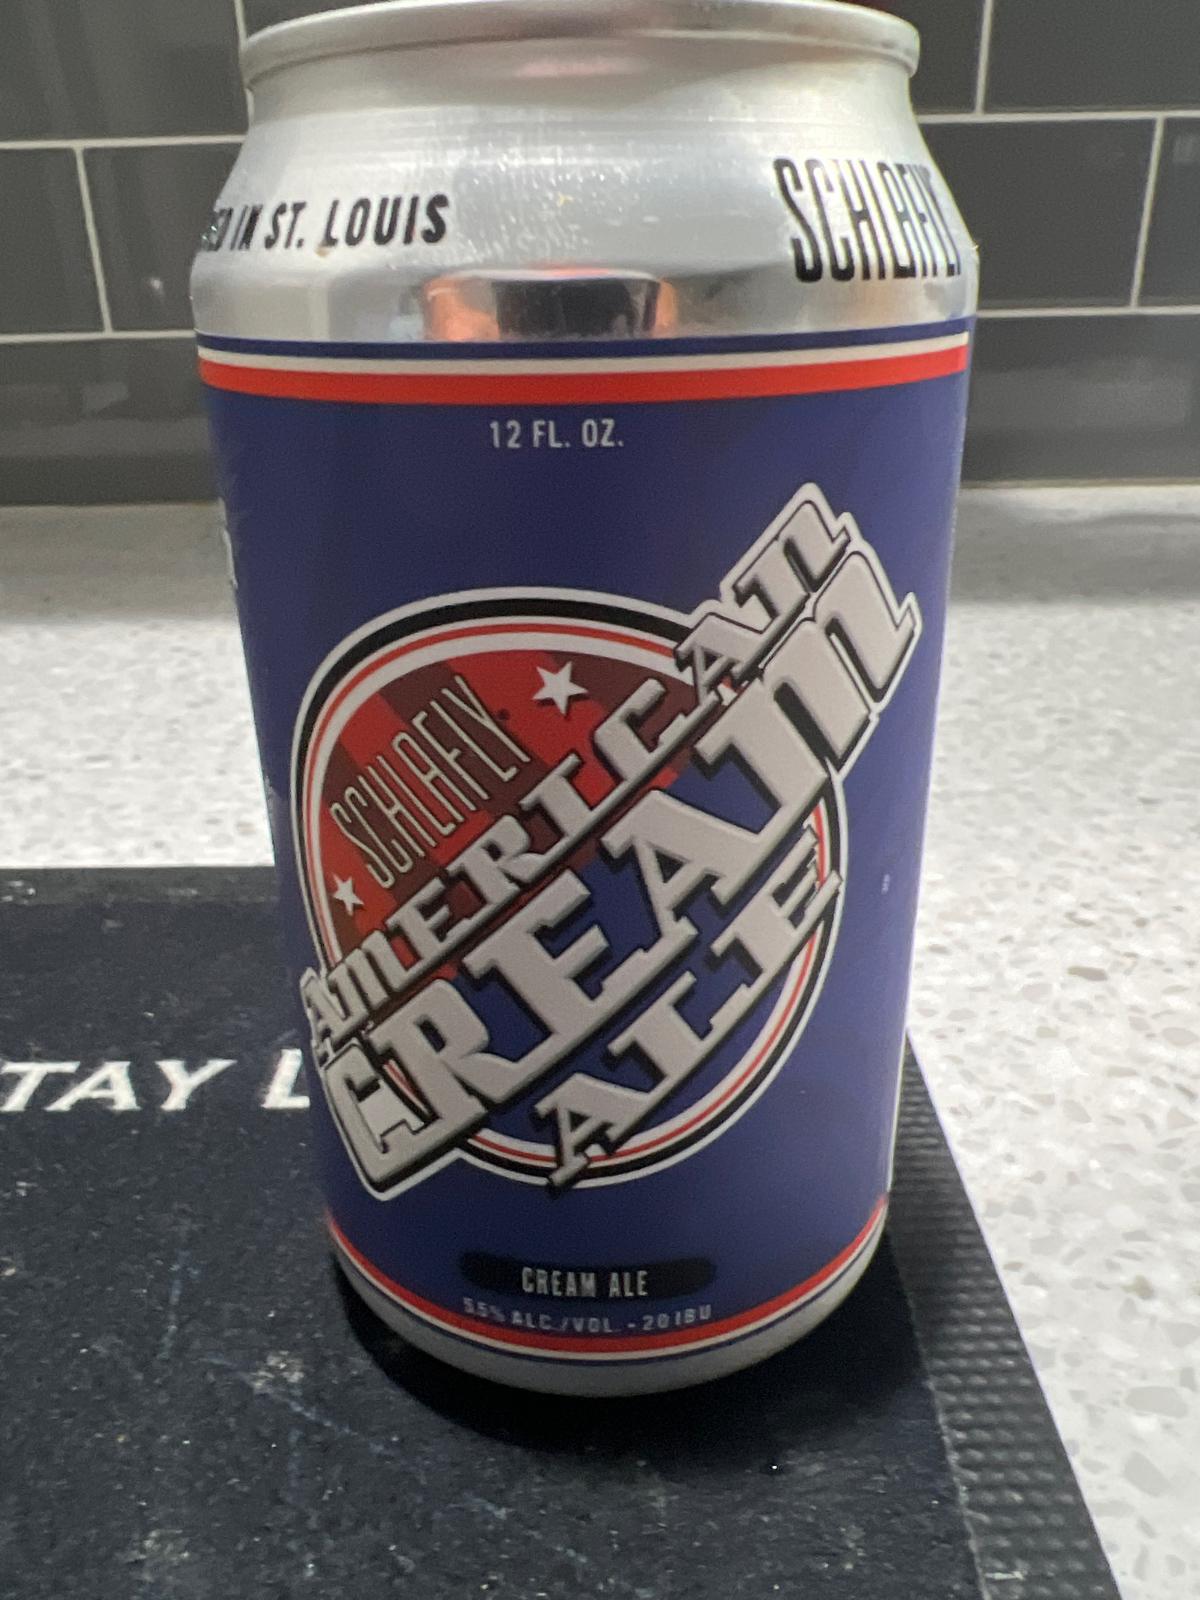 IN ST. LOUIS
SCHLAFLY
12 FL. OZ.
SCHLAFLY
AMERICAN
CREAM
ALE
TAY L
CREAM ALE
5.5% ALC./VOL. - 20 IBU